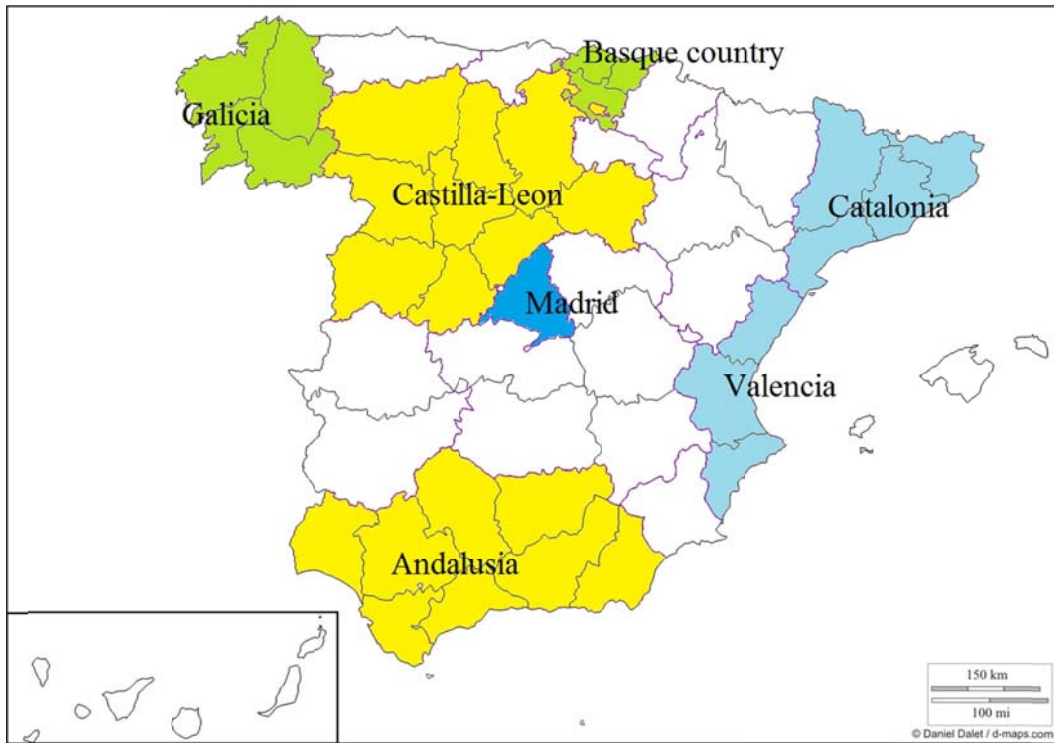 Basque country
Galicia
Castilla-Leon
Catalonia
Madrid
Valencia
Andalusia
150 km
100 mi
© Daniel Dalet / d-maps.com